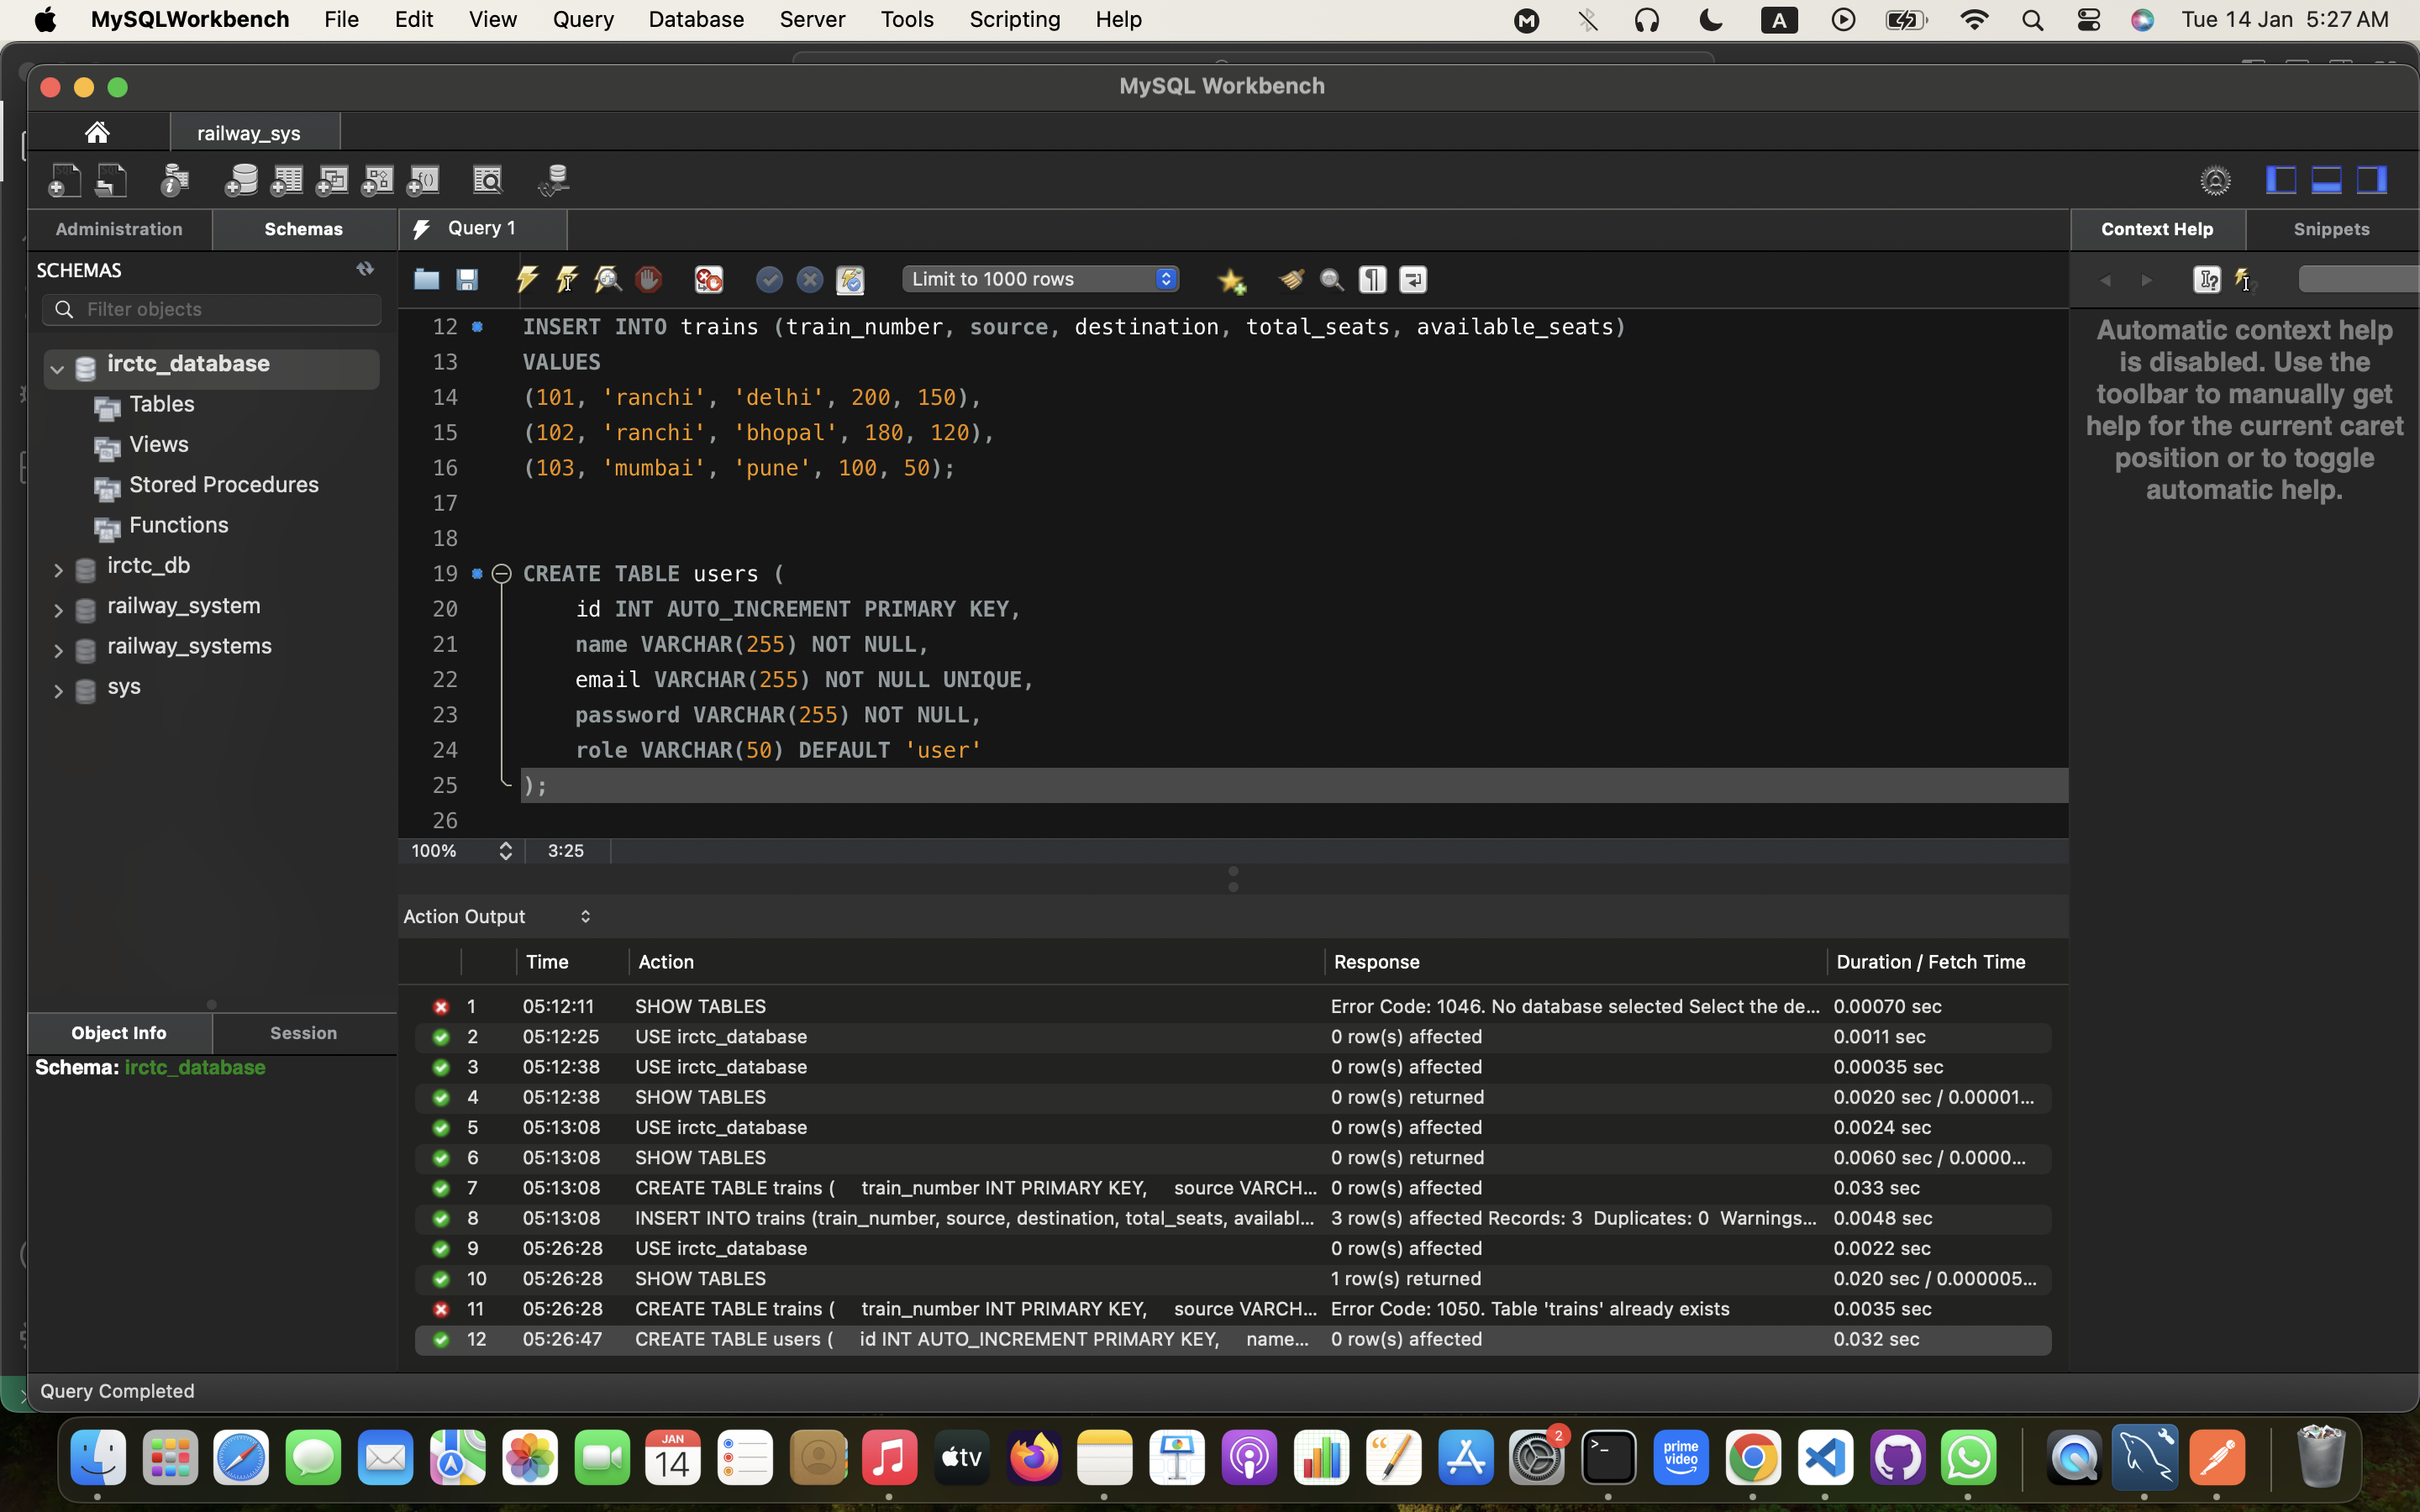 MySQLWorkbench File Edit View Query Database Server Tools Scripting Help A Tue 14 Jan 5:27 AM
MySQL Workbench
railway_sys
Administration Schemas Query 1 Context Help Snippets
SCHEMAS
Limit to 1000 rows
Filter objects
irctc_database
Tables
Views
Stored Procedures
Functions
irctc_db
railway_system
railway_systems
sys
12 INSERT INTO trains (train_number, source, destination, total_seats, available_seats)
13 VALUES
14 (101, 'ranchi', 'delhi', 200, 150),
15 (102, 'ranchi', 'bhopal', 180, 120),
16 (103, 'mumbai', 'pune', 100, 50);
17
18
19 CREATE TABLE users (
20 id INT AUTO_INCREMENT PRIMARY KEY,
21 name VARCHAR(255) NOT NULL,
22 email VARCHAR(255) NOT NULL UNIQUE,
23 password VARCHAR(255) NOT NULL,
24 role VARCHAR(50) DEFAULT 'user'
25 );
26
100% 3:25
Automatic context help
is disabled. Use the
toolbar to manually get
help for the current caret
position or to toggle
automatic help.
Action Output
Time Action Response Duration / Fetch Time
1 05:12:11 SHOW TABLES Error Code: 1046. No database selected Select the de... 0.00070 sec
2 05:12:25 USE irctc_database 0 row(s) affected 0.0011 sec
3 05:12:38 USE irctc_database 0 row(s) affected 0.00035 sec
4 05:12:38 SHOW TABLES 0 row(s) returned 0.0020 sec / 0.00001...
5 05:13:08 USE irctc_database 0 row(s) affected 0.0024 sec
6 05:13:08 SHOW TABLES 0 row(s) returned 0.0060 sec / 0.0000...
7 05:13:08 CREATE TABLE trains ( train_number INT PRIMARY KEY, source VARCH... 0 row(s) affected 0.033 sec
8 05:13:08 INSERT INTO trains (train_number, source, destination, total_seats, availabl... 3 row(s) affected Records: 3 Duplicates: 0 Warnings... 0.0048 sec
9 05:26:28 USE irctc_database 0 row(s) affected 0.0022 sec
10 05:26:28 SHOW TABLES 1 row(s) returned 0.020 sec / 0.000005...
11 05:26:28 CREATE TABLE trains ( train_number INT PRIMARY KEY, source VARCH... Error Code: 1050. Table 'trains' already exists 0.0035 sec
12 05:26:47 CREATE TABLE users ( id INT AUTO_INCREMENT PRIMARY KEY, name... 0 row(s) affected 0.032 sec
Object Info Session
Schema: irctc_database
Query Completed
JAN
14
tv
2
prime
video